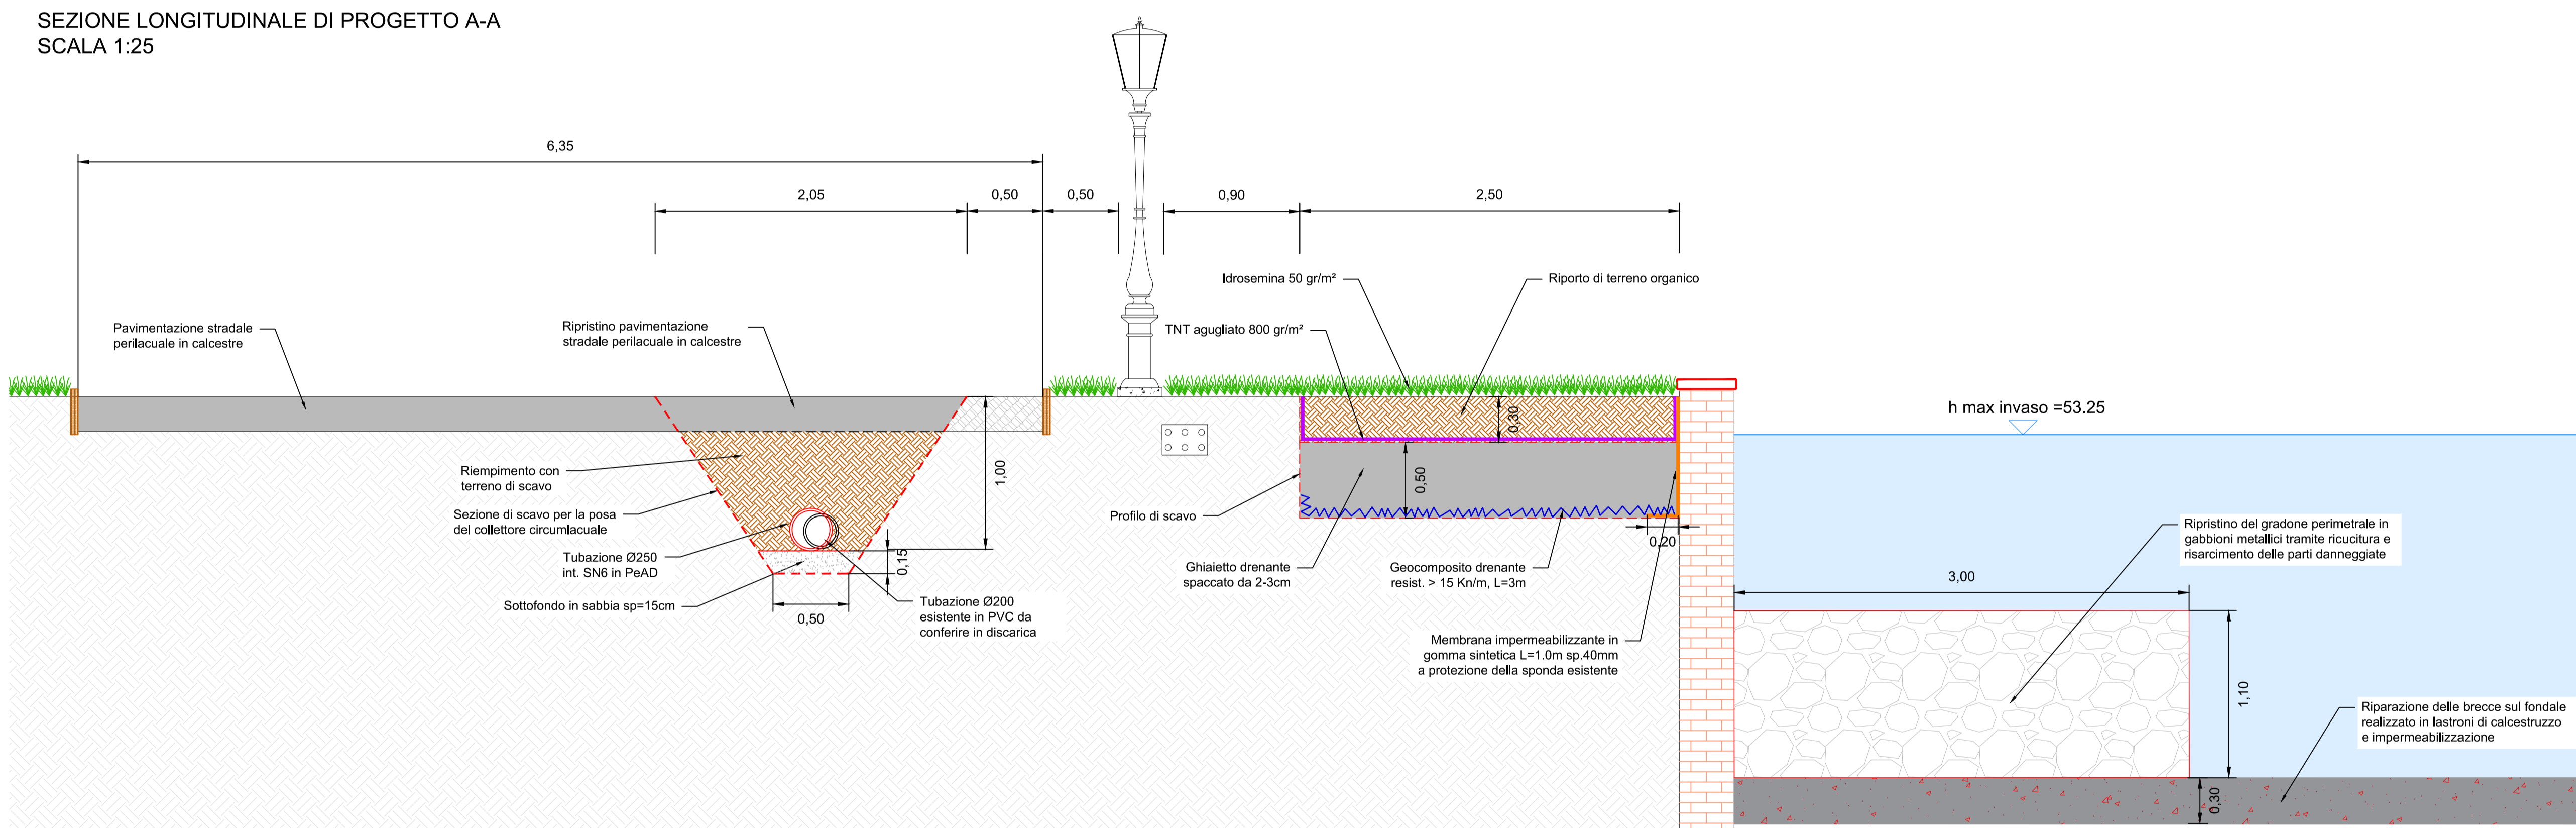 SEZIONE LONGITUDINALE DI PROGETTO A-A
SCALA 1:25
6,35
2,05
0,50
0,50
0,90
2,50
Idrosemina 50 gr/m²
Riporto di terreno organico
TNT agugliato 800 gr/m²
Pavimentazione stradale
perilacuale in calcestre
Ripristino pavimentazione
stradale perilacuale in calcestre
h max invaso =53.25
0,30
1,00
0,50
Riempimento con
terreno di scavo
Sezione di scavo per la posa
del collettore circumlacuale
Profilo di scavo
Tubazione Ø250
int. SN6 in PeAD
0,15
Sottofondo in sabbia sp=15cm
0,50
Tubazione Ø200
esistente in PVC da
conferire in discarica
Ghiaietto drenante
spaccato da 2-3cm
Geocomposito drenante
resist. > 15 Kn/m, L=3m
0,20
Membrana impermeabilizzante in
gomma sintetica L=1.0m sp.40mm
a protezione della sponda esistente
Ripristino del gradone perimetrale in
gabbioni metallici tramite ricucitura e
risarcimento delle parti danneggiate
3,00
1,10
Riparazione delle brecce sul fondale
realizzato in lastroni di calcestruzzo
e impermeabilizzazione
0,30